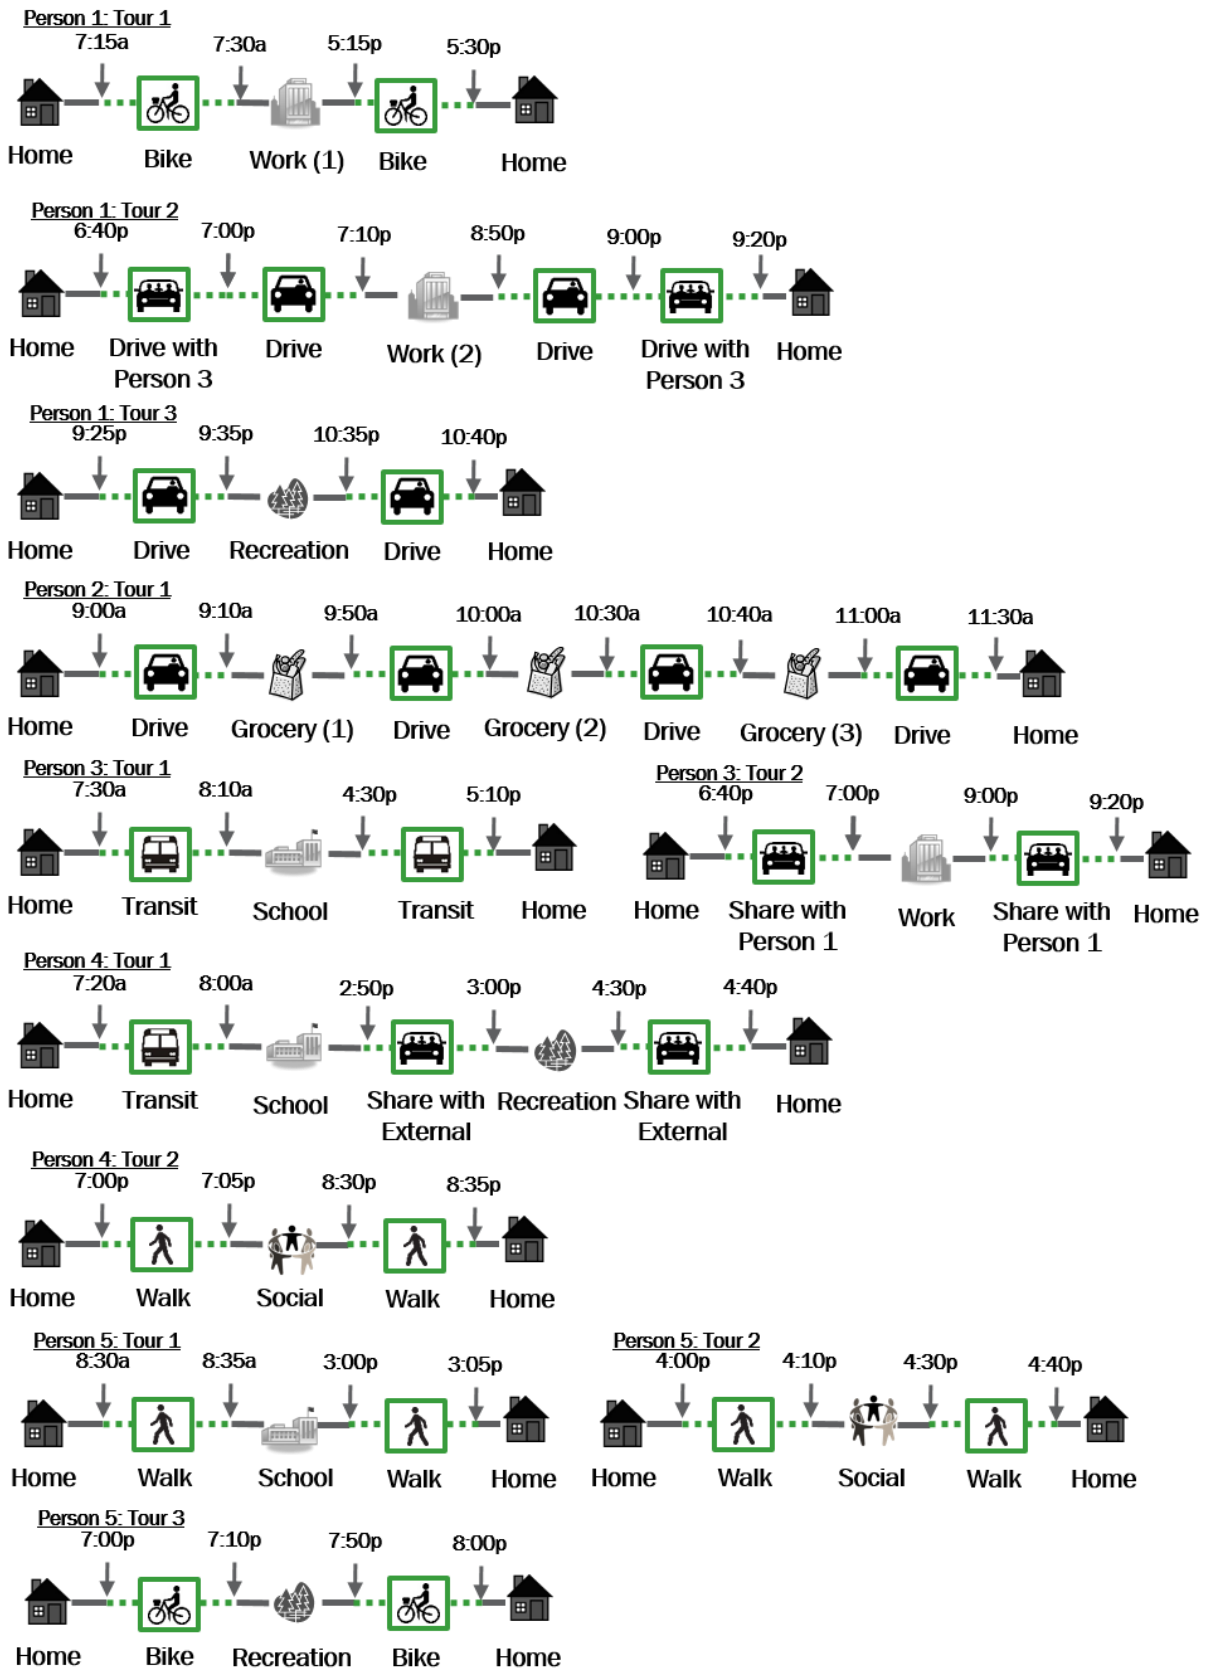 Person 1: Tour 1
7:15a 7:30a 5:15p 5:30p
Home Bike Work (1) Bike Home
Person 1: Tour 2
6:40p 7:00p 7:10p 8:50p 9:00p 9:20p
Home Drive with Drive Work (2) Drive Drive with Home
Person 3 Person 3
Person 1: Tour 3
9:25p 9:35p 10:35p 10:40p
Home Drive Recreation Drive Home
Person 2: Tour 1
9:00a 9:10a 9:50a 10:00a 10:30a 10:40a 11:00a 11:30a
Home Drive Grocery (1) Drive Grocery (2) Drive Grocery (3) Drive Home
Person 3: Tour 1
7:30a 8:10a 4:30p 5:10p
Home Transit School Transit Home
Person 3: Tour 2
6:40p 7:00p 9:00p 9:20p
Home Share with Work Share with Home
Person 1 Person 1
Person 4: Tour 1
7:20a 8:00a 2:50p 3:00p 4:30p 4:40p
Home Transit School Share with Recreation Share with Home
External External
Person 4: Tour 2
7:00p 7:05p 8:30p 8:35p
Home Walk Social Walk Home
Person 5: Tour 1
8:30a 8:35a 3:00p 3:05p
Home Walk School Walk Home
Person 5: Tour 2
4:00p 4:10p 4:30p 4:40p
Home Walk Social Walk Home
Person 5: Tour 3
7:00p 7:10p 7:50p 8:00p
Home Bike Recreation Bike Home